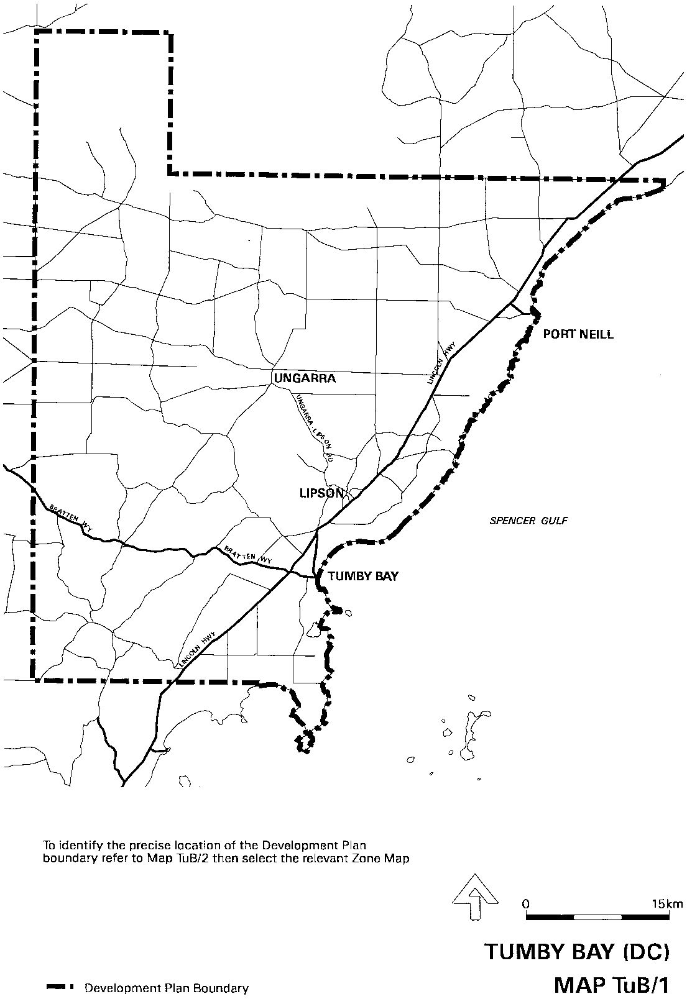 PORT NEILL
LINCOLN HWY
UNGARRA
UNGARRA - LIPSON RD
LIPSON
BRATTEN WY
SPENCER GULF
BRATTEN WY
TUMBY BAY
LINCOLN HWY
To identify the precise location of the Development Plan
boundary refer to Map TuB/2 then select the relevant Zone Map
0 15km
TUMBY BAY (DC)
MAP TuB/1
Development Plan Boundary